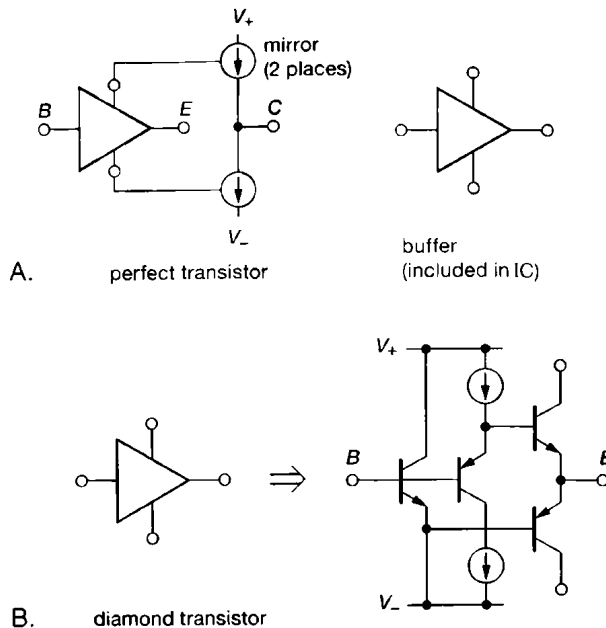 V₊
mirror
(2 places)
B
E
C
V₋
A.
perfect transistor
buffer
(included in IC)
V₊
B
E
V₋
B.
diamond transistor